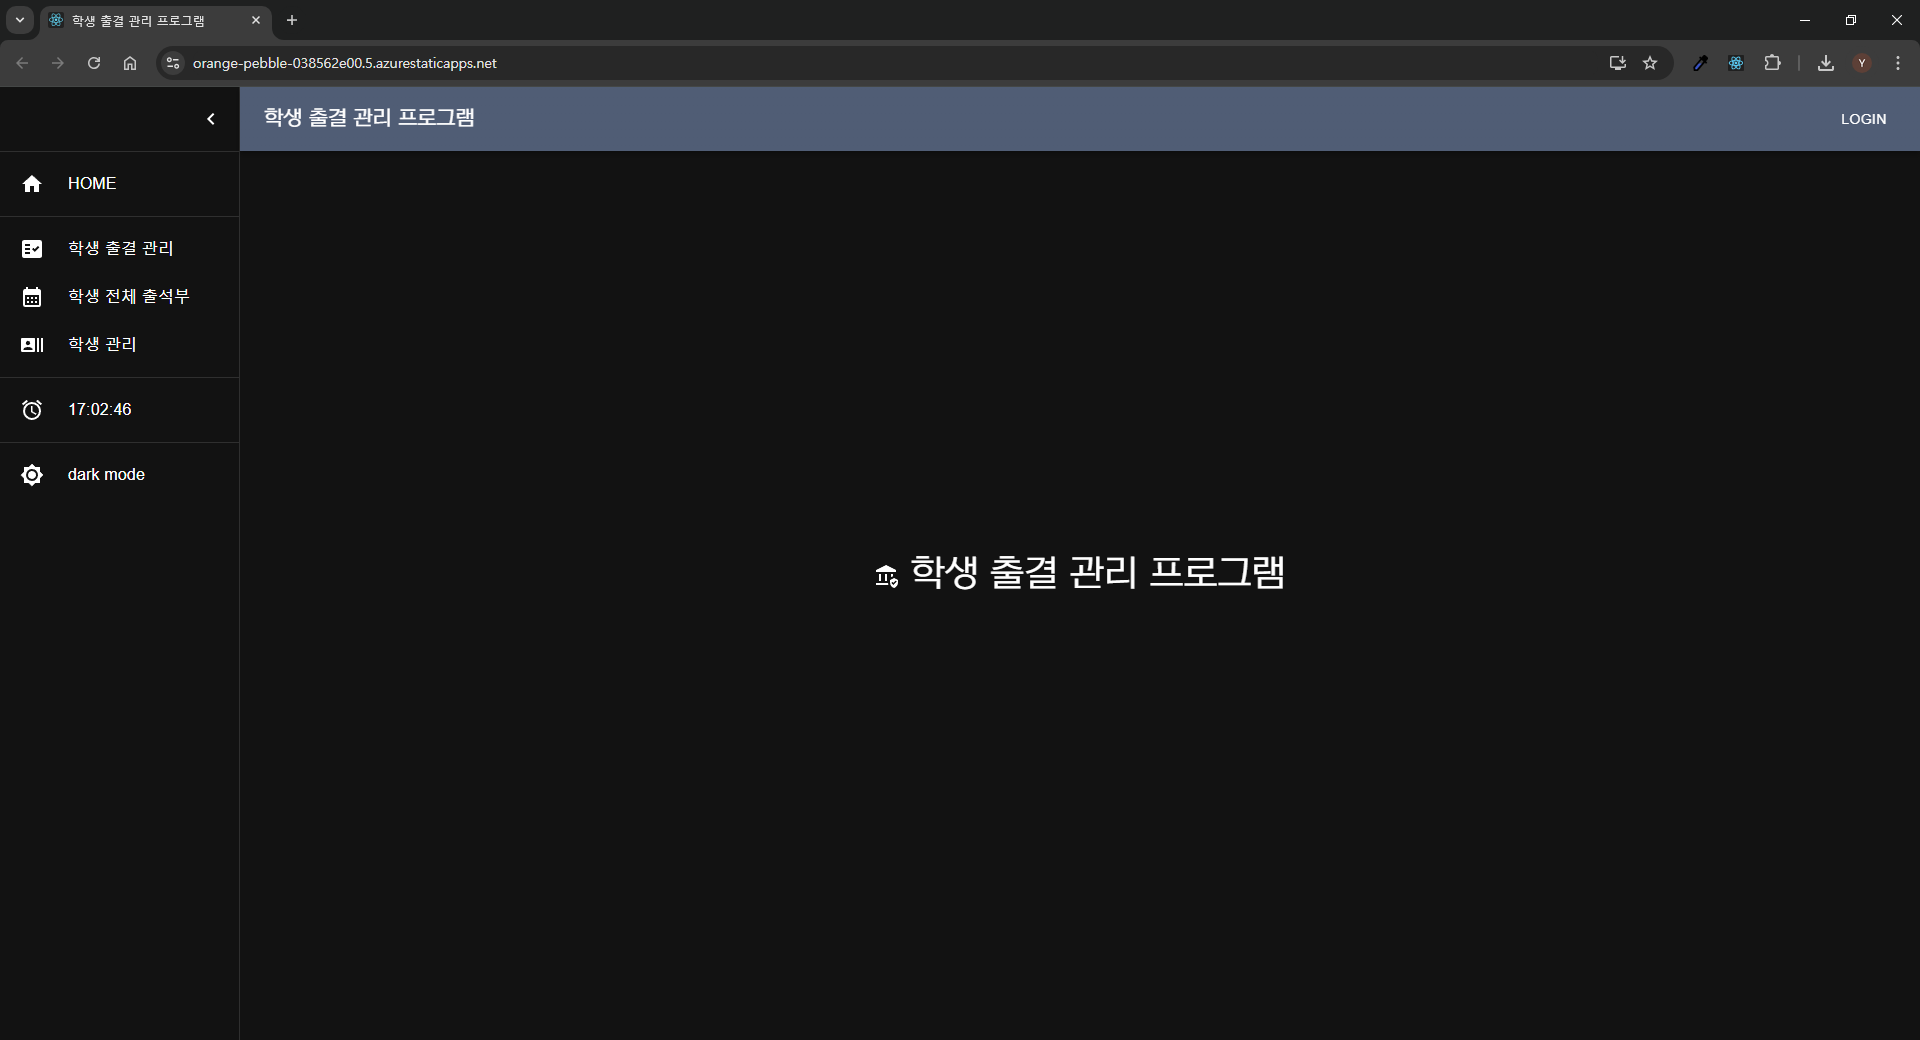 학생 출결 관리 프로그램
orange-pebble-038562e00.5.azurestaticapps.net
Y
학생 출결 관리 프로그램
LOGIN
HOME
학생 출결 관리
학생 전체 출석부
학생 관리
17:02:46
dark mode
학생 출결 관리 프로그램